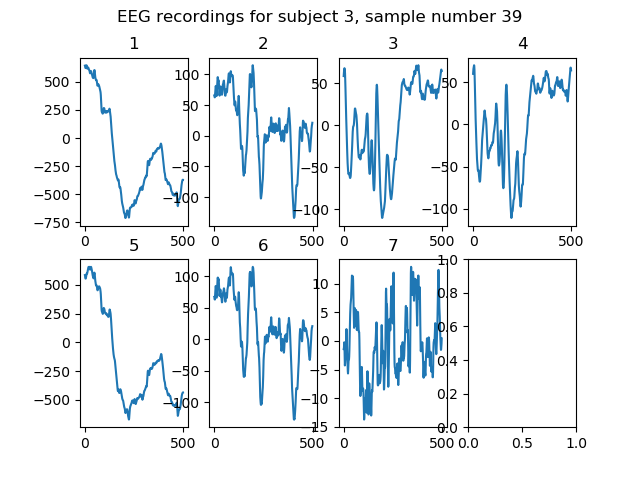 EEG recordings for subject 3, sample number 39
1 2 3 4
500 250 0 −250 −500 −750
100 50 0 −50 −100
50 0 −50 −100
50 0 −50 −100
0 500 0 500 0 500 0 500
5 6 7
500 250 0 −250 −500
100 50 0 −50 −100
15 10 5 0 −5 −10 −15
1.0 0.8 0.6 0.4 0.2 0.0
0 500 0 500 0 500 0.0 0.5 1.0